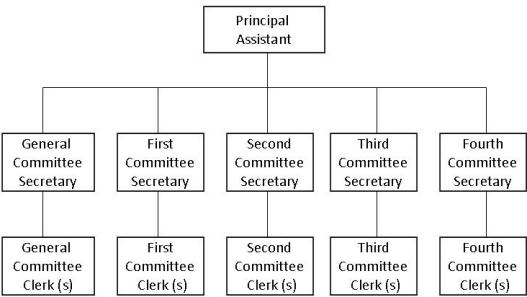 Principal
Assistant
General
Committee
Secretary
First
Committee
Secretary
Second
Committee
Secretary
Third
Committee
Secretary
Fourth
Committee
Secretary
General
Committee
Clerk (s)
First
Committee
Clerk (s)
Second
Committee
Clerk (s)
Third
Committee
Clerk (s)
Fourth
Committee
Clerk (s)